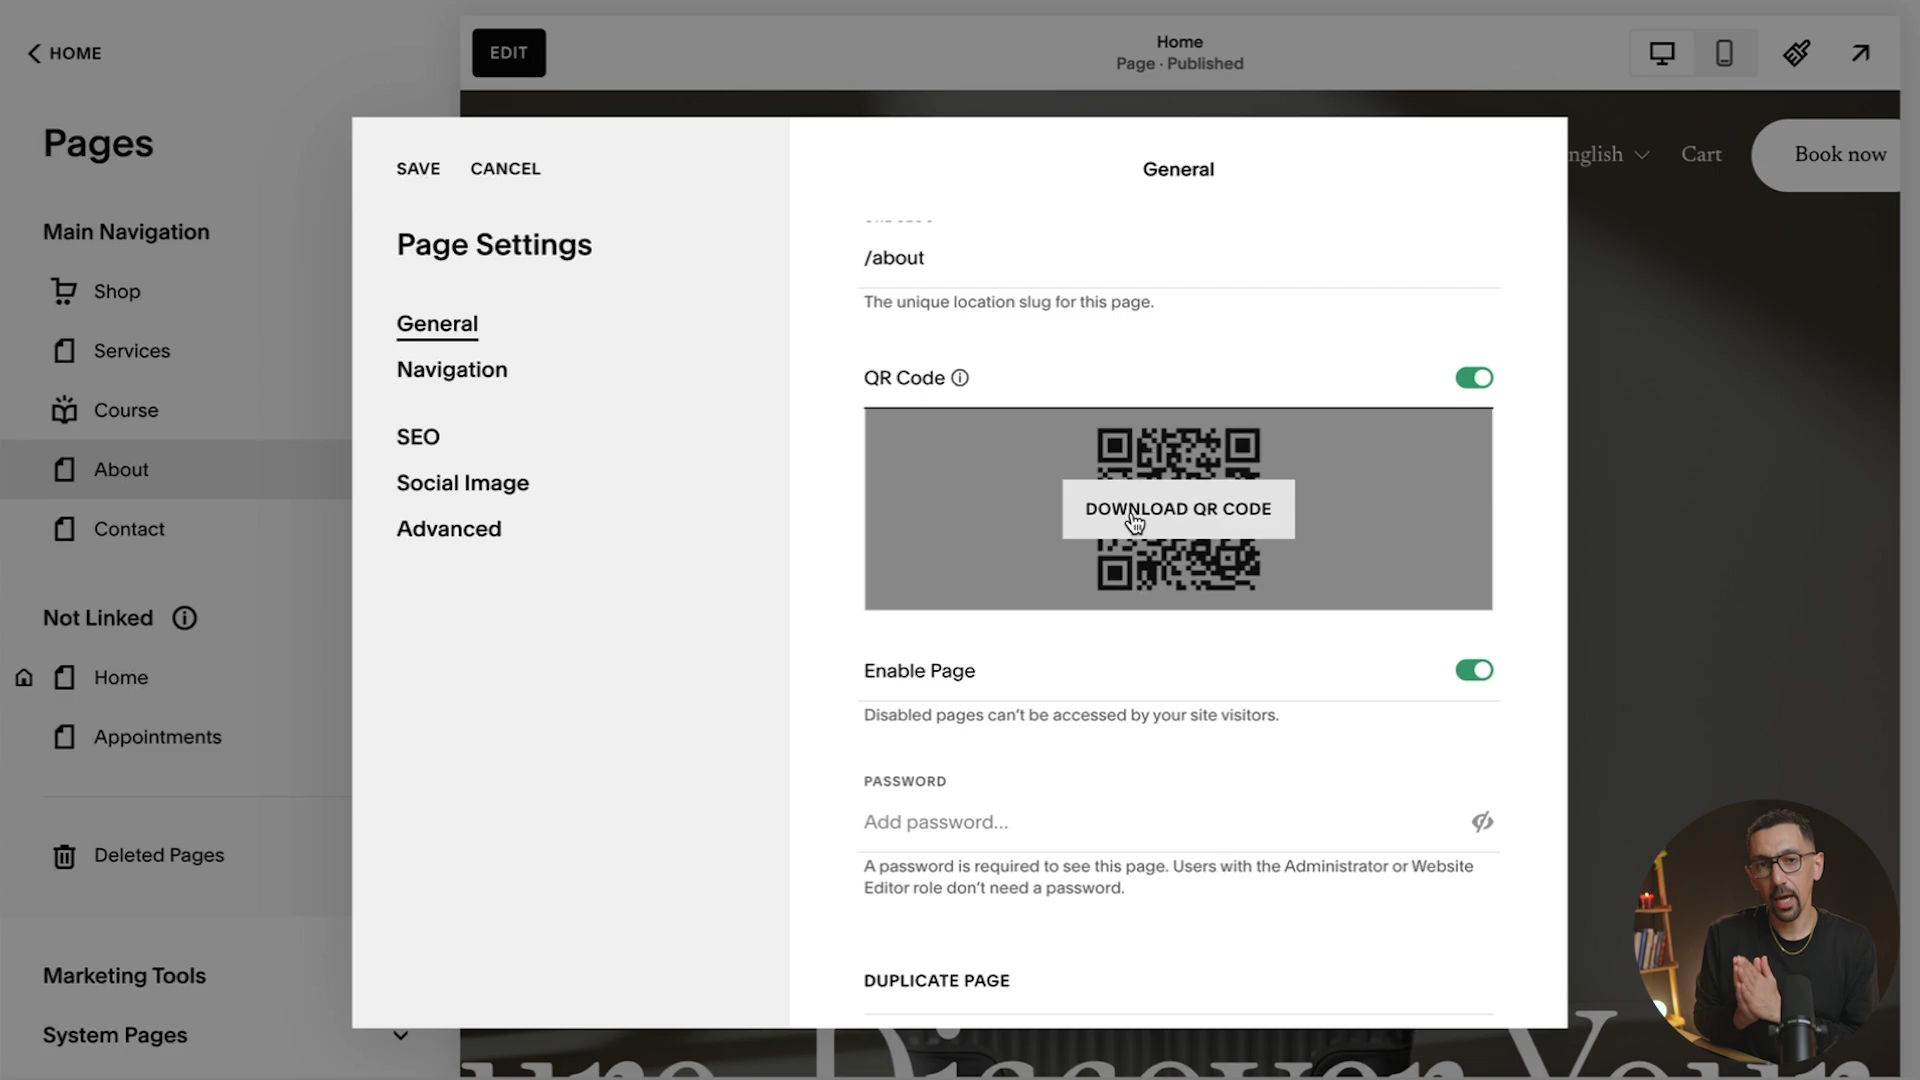 HOME
Pages
Main Navigation
Shop
Services
Course
About
Contact
Not Linked
Home
Appointments
Deleted Pages
Marketing Tools
System Pages
EDIT
Home
Page · Published
nglish
Cart
Book now
SAVE
CANCEL
Page Settings
General
Navigation
SEO
Social Image
Advanced
General
/about
The unique location slug for this page.
QR Code
DOWNLOAD QR CODE
Enable Page
Disabled pages can't be accessed by your site visitors.
PASSWORD
Add password...
A password is required to see this page. Users with the Administrator or Website
Editor role don't need a password.
DUPLICATE PAGE